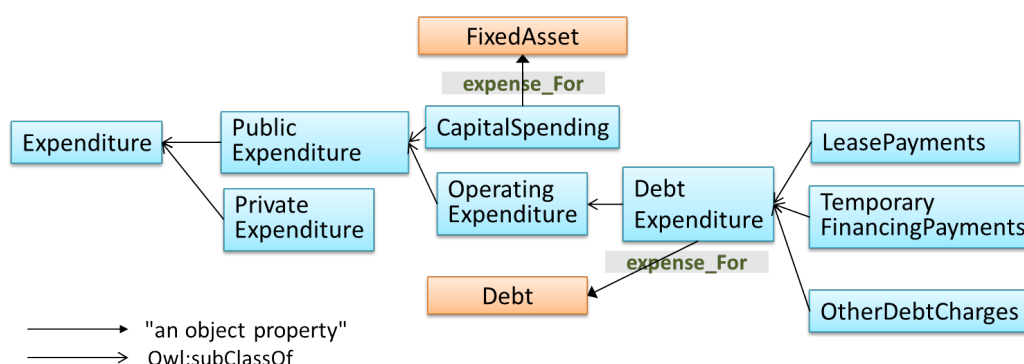 FixedAsset
expense_For
Expenditure
Public
Expenditure
CapitalSpending
LeasePayments
Private
Expenditure
Operating
Expenditure
Debt
Expenditure
Temporary
FinancingPayments
expense_For
Debt
OtherDebtCharges
"an object property"
Owl:subClassOf